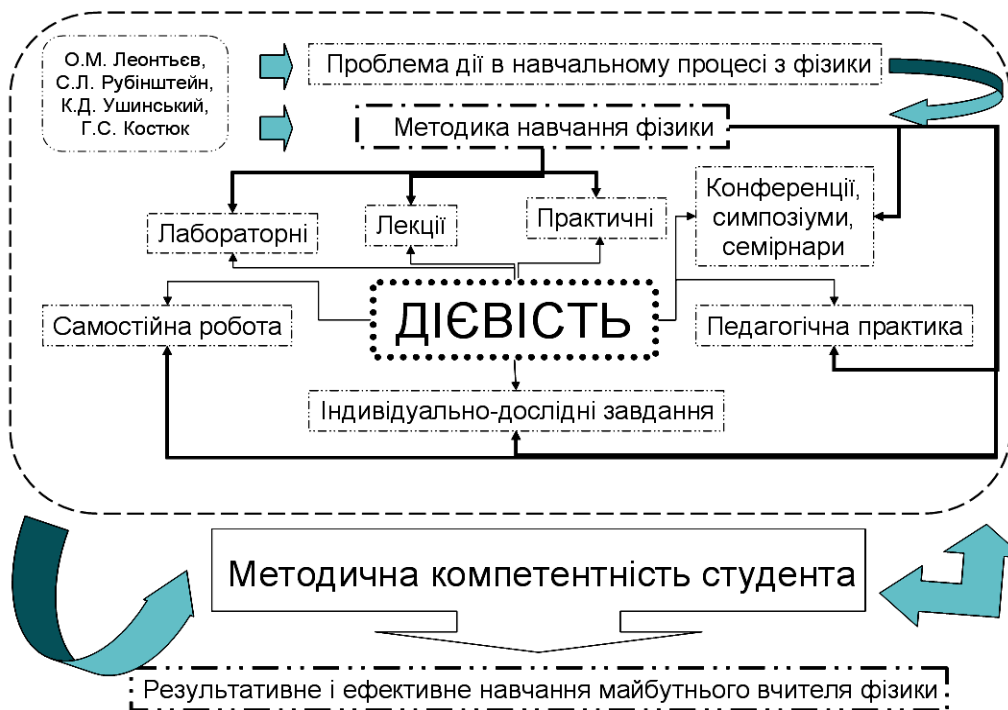 О.М. Леонтьєв,
С.Л. Рубінштейн,
К.Д. Ушинський,
Г.С. Костюк
Проблема дії в навчальному процесі з фізики
Методика навчання фізики
Лабораторні
Лекції
Практичні
Конференції,
симпозіуми,
семірнари
Самостійна робота
ДІЄВІСТЬ
Педагогічна практика
Індивідуально-дослідні завдання
Методична компетентність студента
Результативне і ефективне навчання майбутнього вчителя фізики